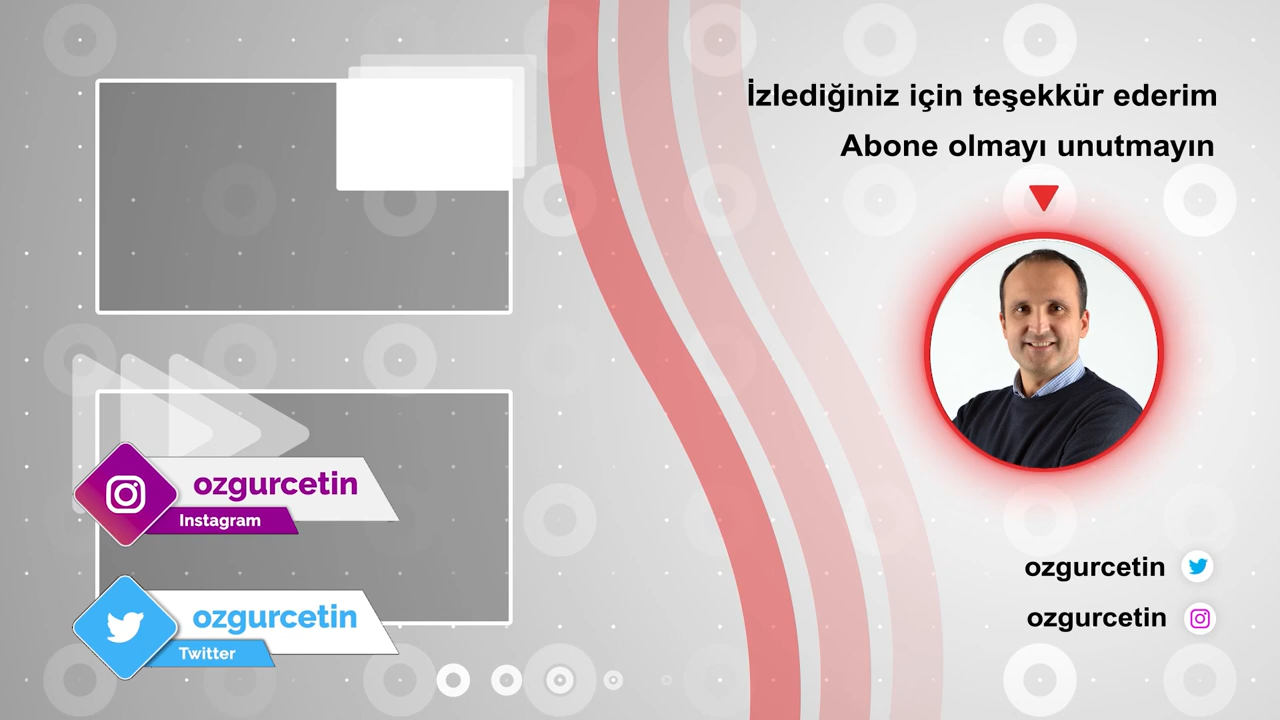 İzlediğiniz için teşekkür ederim
Abone olmayı unutmayın
ozgurcetin
Instagram
ozgurcetin
Twitter
ozgurcetin
ozgurcetin